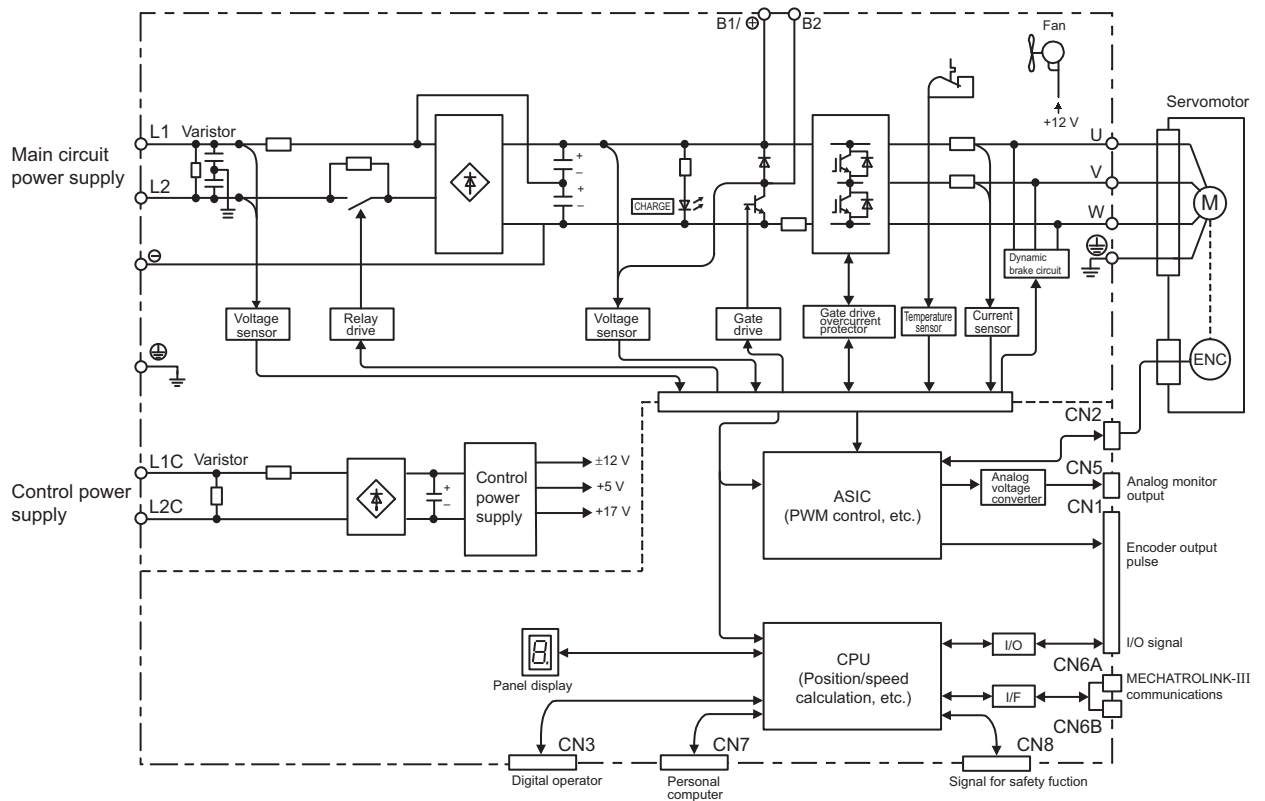 B1/ ⊕
B2
Fan
+12 V
Servomotor
Main circuit
power supply
L1
Varistor
L2
⊖
+
–
+
–
CHARGE
U
V
W
M
Dynamic
brake circuit
Voltage
sensor
Relay
drive
Voltage
sensor
Gate
drive
Gate drive
overcurrent
protector
Temperature
sensor
Current
sensor
ENC
CN2
Control power
supply
L1C
Varistor
L2C
+
–
Control
power
supply
±12 V
+5 V
+17 V
ASIC
(PWM control, etc.)
Analog
voltage
converter
CN5
Analog monitor
output
CN1
Encoder output
pulse
I/O signal
8.
Panel display
CPU
(Position/speed
calculation, etc.)
I/O
I/F
CN6A
MECHATROLINK-III
communications
CN6B
CN3
Digital operator
CN7
Personal
computer
CN8
Signal for safety fuction